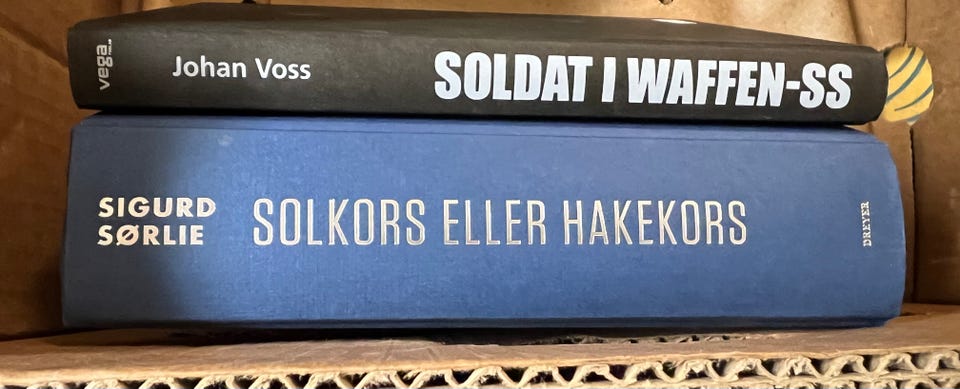 vega
Johan Voss
SOLDAT I WAFFEN-SS
SIGURD
SØRLIE
SOLKORS ELLER HAKEKORS
DREYER